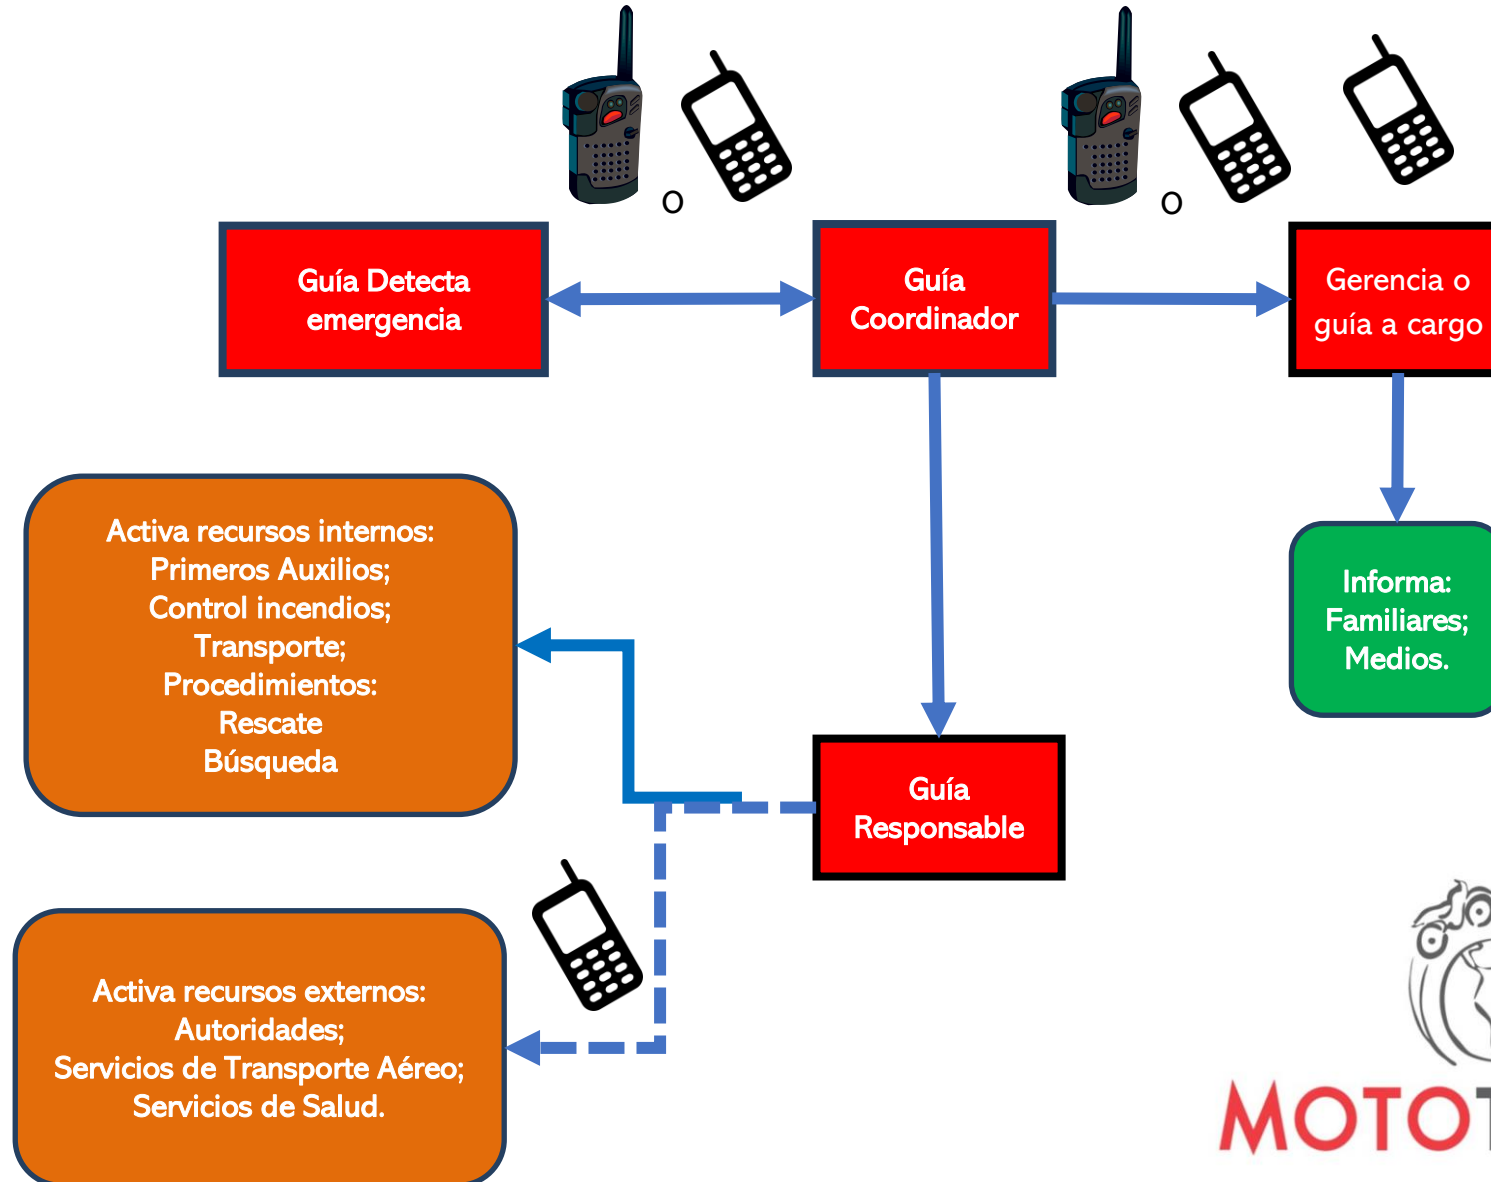 O
O
Guía Detecta
emergencia
Guía
Coordinador
Gerencia o
guía a cargo
Activa recursos internos:
Primeros Auxilios;
Control incendios;
Transporte;
Procedimientos:
Rescate
Búsqueda
Informa:
Familiares;
Medios.
Guía
Responsable
Activa recursos externos:
Autoridades;
Servicios de Transporte Aéreo;
Servicios de Salud.
MOTOT